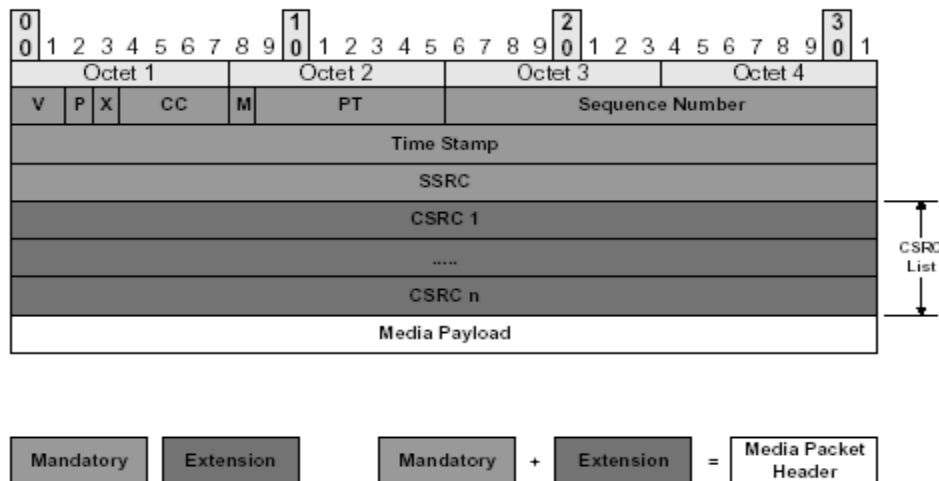 0 1 2 3
0 1 2 3 4 5 6 7 8 9 0 1 2 3 4 5 6 7 8 9 0 1 2 3 4 5 6 7 8 9 0 1
Octet 1 Octet 2 Octet 3 Octet 4
V P X CC M PT Sequence Number
Time Stamp
SSRC
CSRC 1
.....
CSRC n
CSRC
List
Media Payload
Mandatory Extension Mandatory + Extension = Media Packet
Header